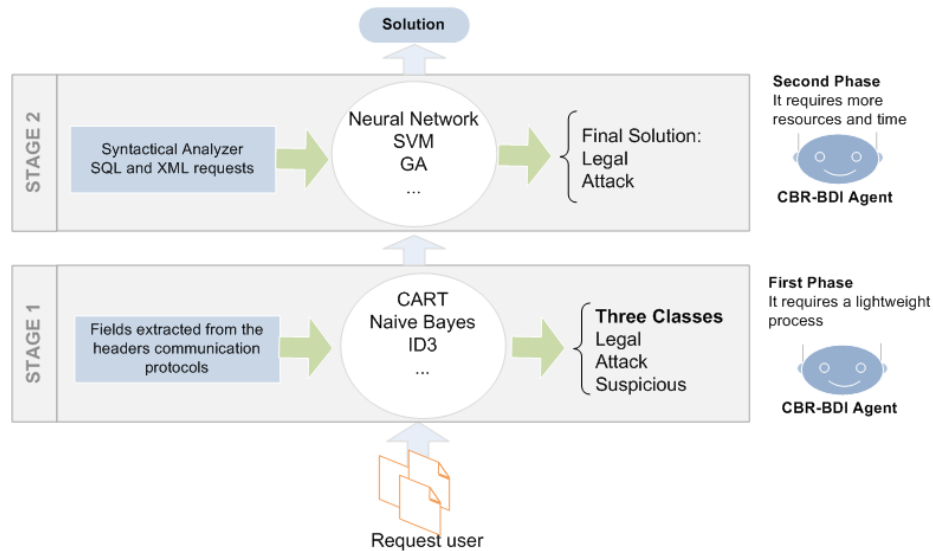 Solution
STAGE 2
Syntactical Analyzer
SQL and XML requests
Neural Network
SVM
GA
...
Final Solution:
Legal
Attack
Second Phase
It requires more
resources and time
CBR-BDI Agent
STAGE 1
Fields extracted from the
headers communication
protocols
CART
Naive Bayes
ID3
...
Three Classes
Legal
Attack
Suspicious
First Phase
It requires a lightweight
process
CBR-BDI Agent
Request user